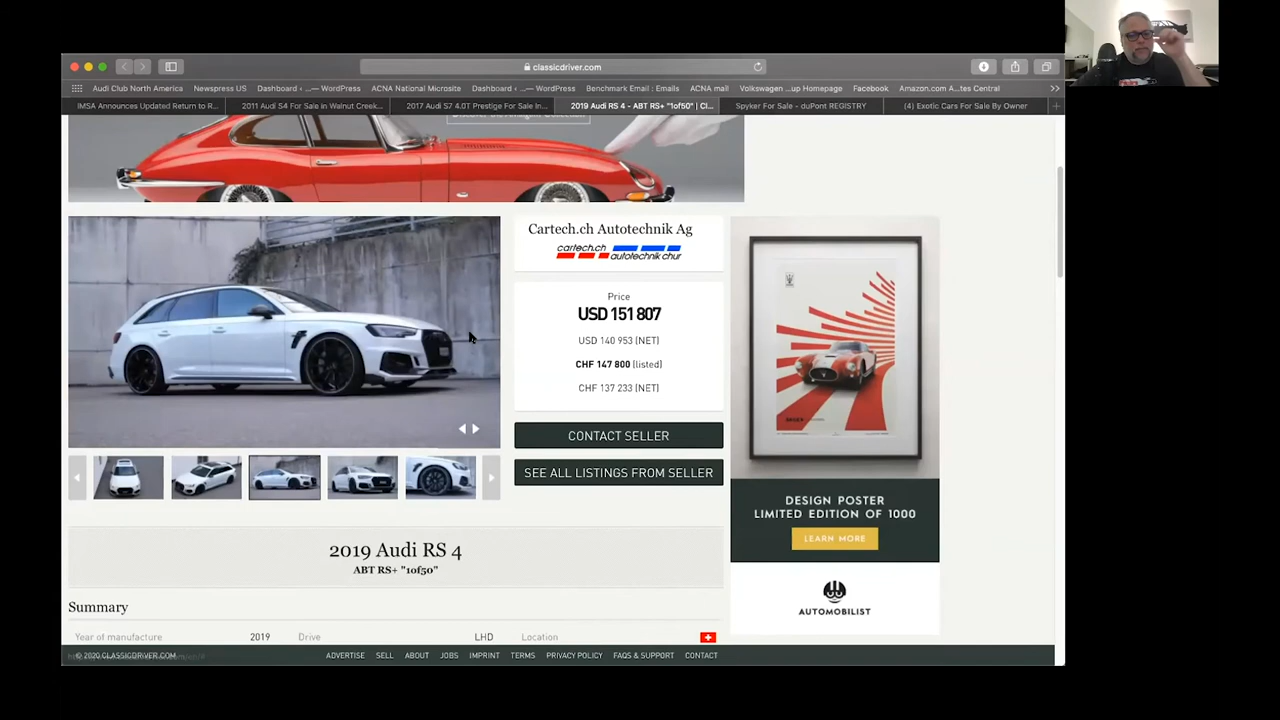 classicdriver.com
Audi Club North America
Newspress US
Dashboard ‹ ...— WordPress
ACNA National Microsite
Dashboard ‹ ...— WordPress
Benchmark Email : Emails
ACNA mail
Volkswagen ...up Homepage
Facebook
Amazon.com A...tes Central
IMSA Announces Updated Return to R...
2011 Audi S4 For Sale in Walnut Creek...
2017 Audi S7 4.0T Prestige For Sale In...
2019 Audi RS 4 - ABT RS+ "1of50" | Cl...
Spyker For Sale - duPont REGISTRY
(4) Exotic Cars For Sale By Owner
Cartech.ch Autotechnik Ag
cartech.ch
autotechnik chur
Price
USD 151 807
USD 140 953 (NET)
CHF 147 800 (listed)
CHF 137 233 (NET)
CONTACT SELLER
SEE ALL LISTINGS FROM SELLER
DESIGN POSTER
LIMITED EDITION OF 1000
LEARN MORE
AUTOMOBILIST
2019 Audi RS 4
ABT RS+ "1of50"
Summary
Year of manufacture 2019 Drive LHD Location
© 2020 CLASSICDRIVER.COM
ADVERTISE SELL ABOUT JOBS IMPRINT TERMS PRIVACY POLICY FAQS & SUPPORT CONTACT